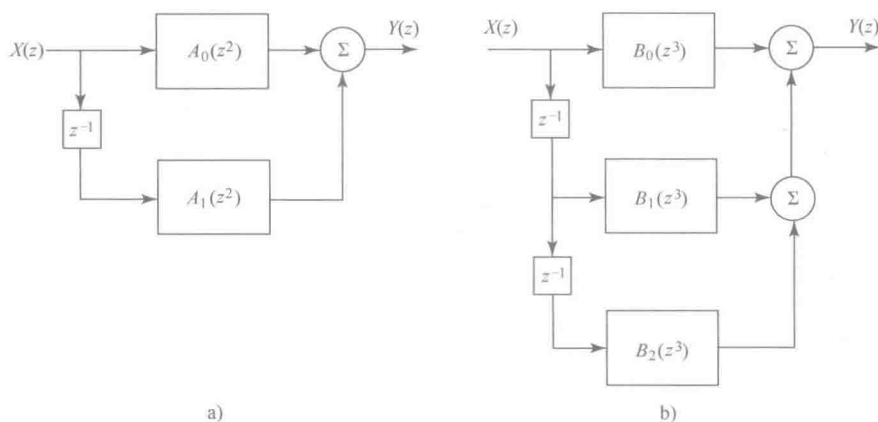 X(z)
A₀(z²)
Σ
Y(z)
z⁻¹
A₁(z²)
a)
X(z)
B₀(z³)
Σ
Y(z)
z⁻¹
B₁(z³)
Σ
z⁻¹
B₂(z³)
b)